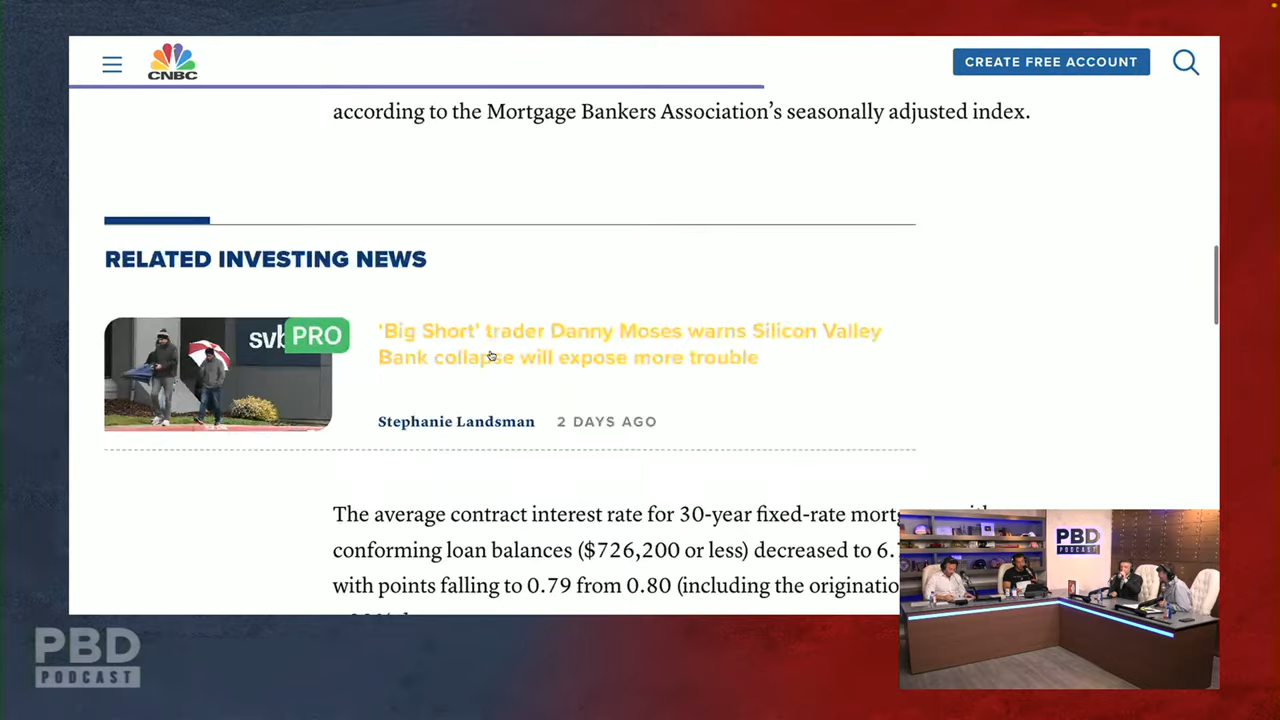 CNBC
CREATE FREE ACCOUNT
according to the Mortgage Bankers Association’s seasonally adjusted index.
RELATED INVESTING NEWS
svb
PRO
‘Big Short’ trader Danny Moses warns Silicon Valley
Bank collapse will expose more trouble
Stephanie Landsman 2 DAYS AGO
The average contract interest rate for 30-year fixed-rate
conforming loan balances ($726,200 or less) decreased to
with points falling to 0.79 from 0.80 (including the
PBD
PODCAST
PBD
PODCAST